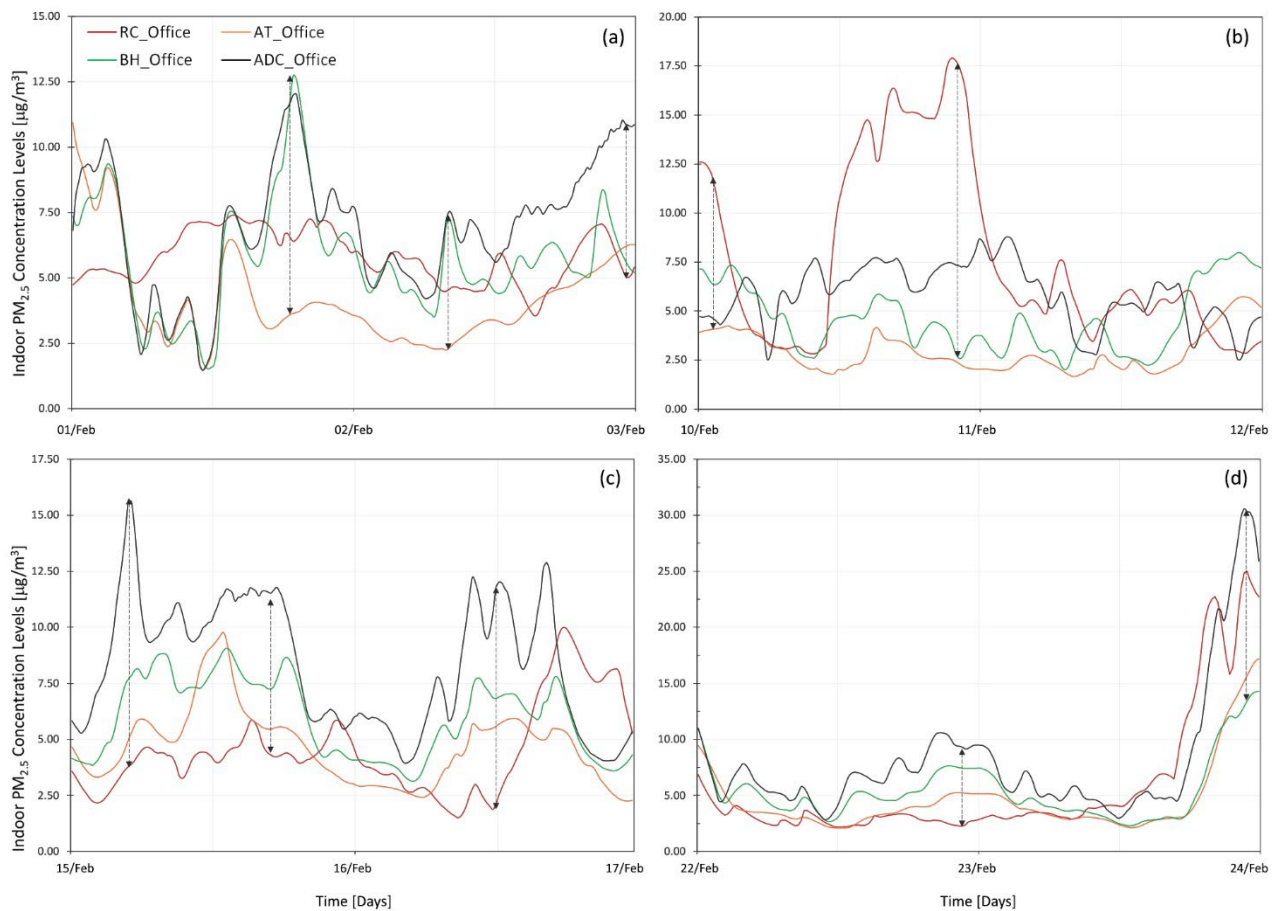 Indoor PM2.5 Concentration Levels [µg/m³]
15.00
12.50
10.00
7.50
5.00
2.50
0.00
RC_Office AT_Office
BH_Office ADC_Office
(a)
01/Feb 02/Feb 03/Feb
20.00
17.50
15.00
12.50
10.00
7.50
5.00
2.50
0.00
(b)
10/Feb 11/Feb 12/Feb
Indoor PM2.5 Concentration Levels [µg/m³]
17.50
15.00
12.50
10.00
7.50
5.00
2.50
0.00
(c)
15/Feb 16/Feb 17/Feb
Time [Days]
35.00
30.00
25.00
20.00
15.00
10.00
5.00
0.00
(d)
22/Feb 23/Feb 24/Feb
Time [Days]